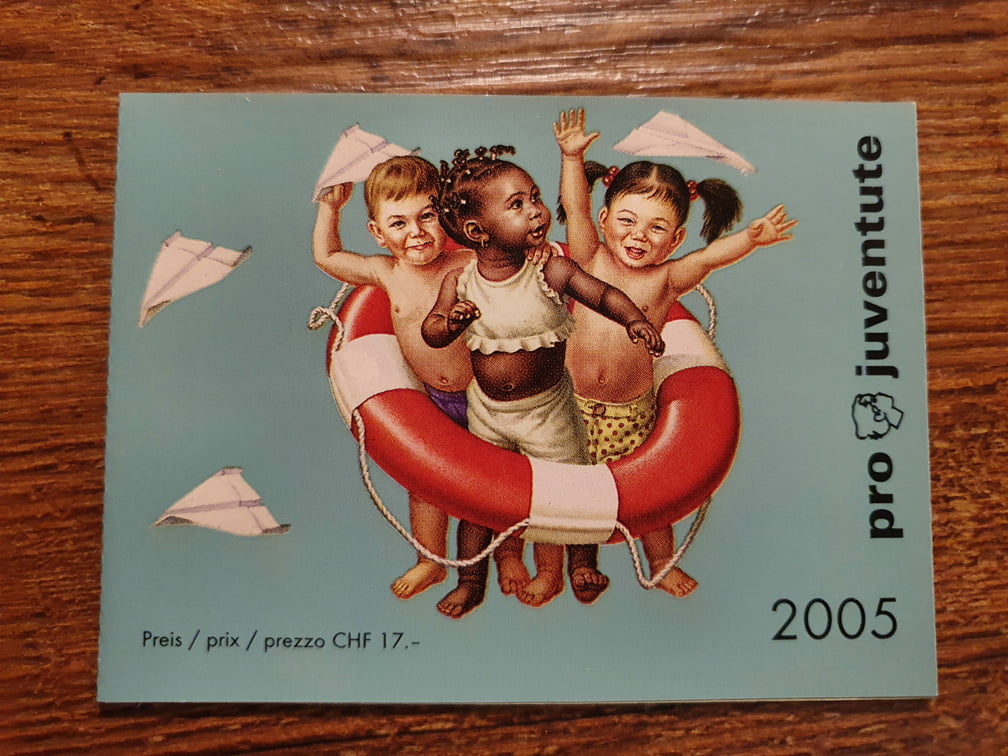 pro juventute
2005
Preis / prix / prezzo CHF 17.–